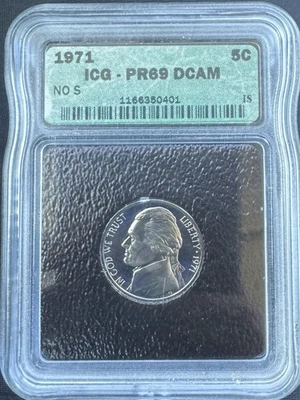 1971 5C
ICG - PR69 DCAM
NO S
1166350401 IS
IN GOD WE TRUST
LIBERTY · 1971